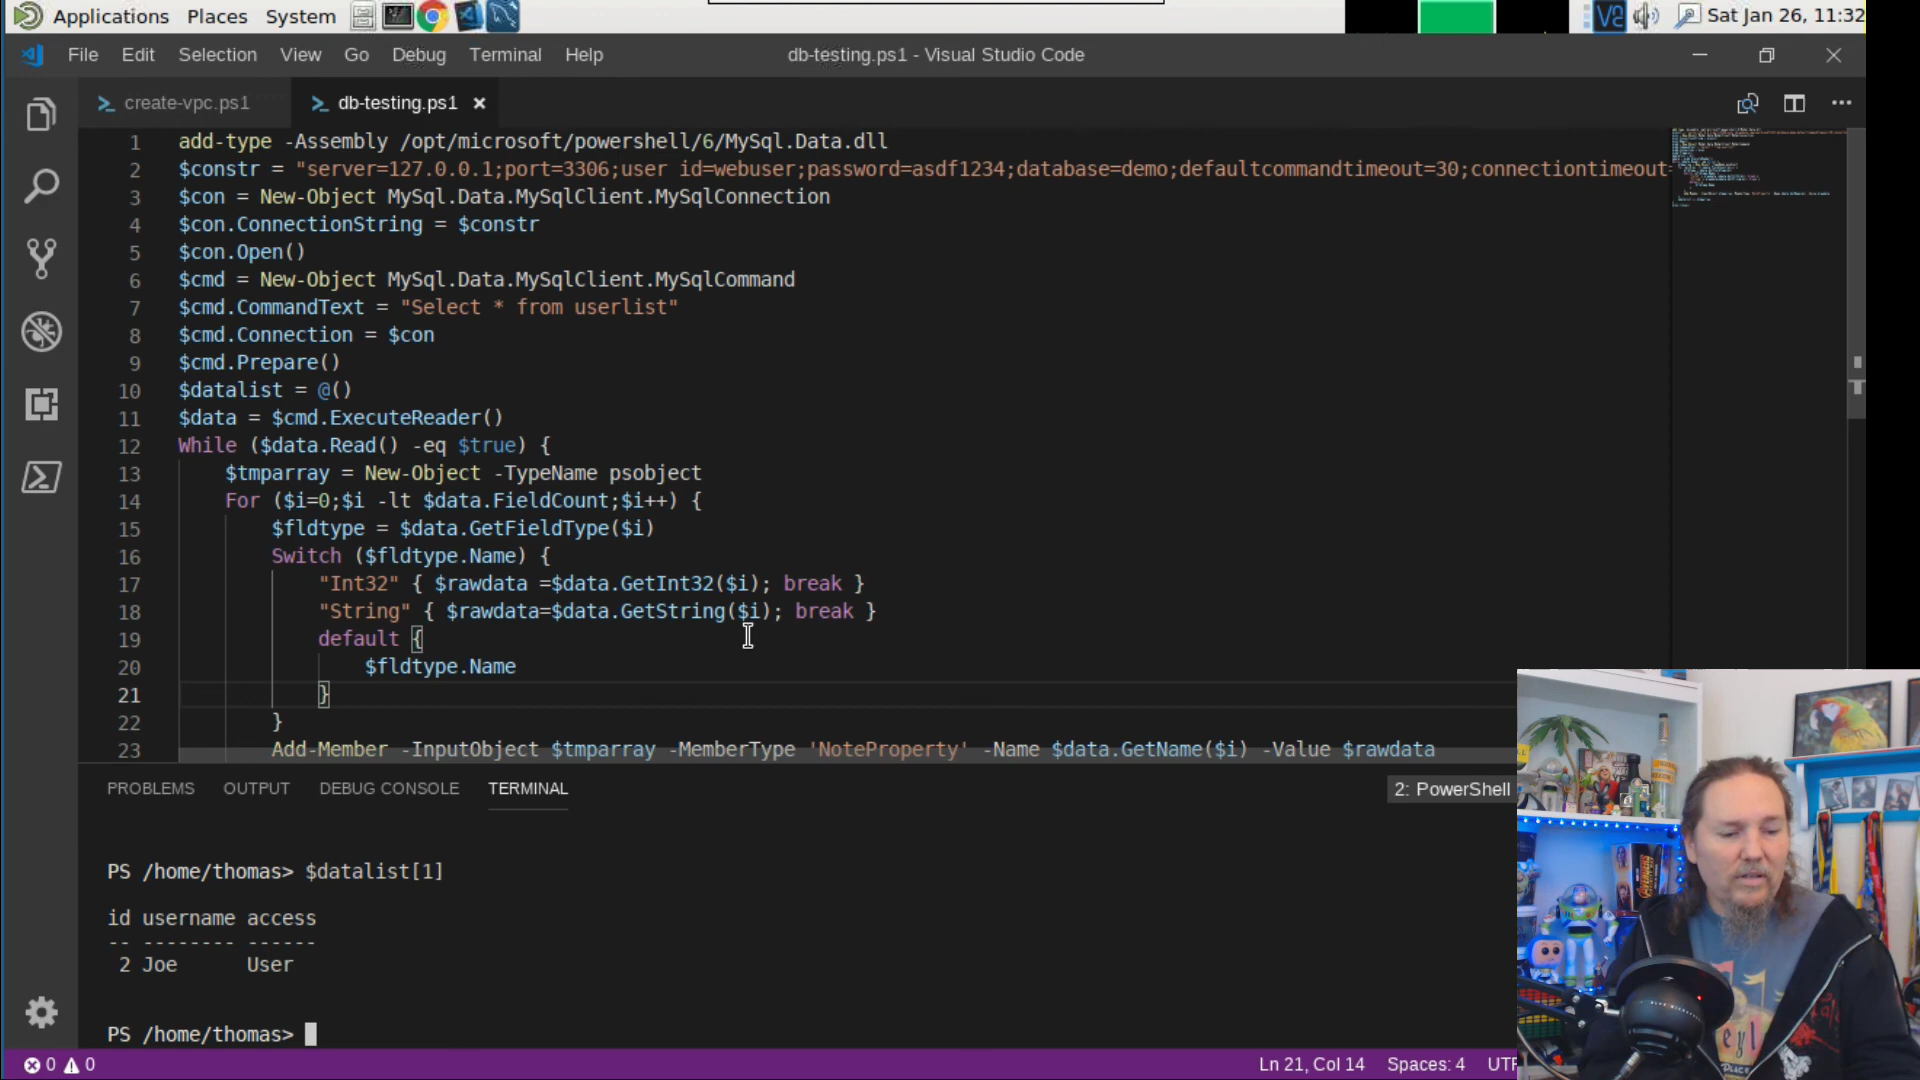 Applications Places System
Sat Jan 26, 11:32
File Edit Selection View Go Debug Terminal Help
db-testing.ps1 - Visual Studio Code
create-vpc.ps1
db-testing.ps1
1 add-type -Assembly /opt/microsoft/powershell/6/MySql.Data.dll
2 $constr = "server=127.0.0.1;port=3306;user id=webuser;password=asdf1234;database=demo;defaultcommandtimeout=30;connectiontimeout=
3 $con = New-Object MySql.Data.MySqlClient.MySqlConnection
4 $con.ConnectionString = $constr
5 $con.Open()
6 $cmd = New-Object MySql.Data.MySqlClient.MySqlCommand
7 $cmd.CommandText = "Select * from userlist"
8 $cmd.Connection = $con
9 $cmd.Prepare()
10 $datalist = @()
11 $data = $cmd.ExecuteReader()
12 While ($data.Read() -eq $true) {
13 $tmparray = New-Object -TypeName psobject
14 For ($i=0;$i -lt $data.FieldCount;$i++) {
15 $fldtype = $data.GetFieldType($i)
16 Switch ($fldtype.Name) {
17 "Int32" { $rawdata =$data.GetInt32($i); break }
18 "String" { $rawdata=$data.GetString($i); break }
19 default {
20 $fldtype.Name
21 }
22 }
23 Add-Member -InputObject $tmparray -MemberType 'NoteProperty' -Name $data.GetName($i) -Value $rawdata
PROBLEMS OUTPUT DEBUG CONSOLE TERMINAL
2: PowerShell
PS /home/thomas> $datalist[1]
id username access
-- -------- ------
2 Joe User
PS /home/thomas>
0 0
Ln 21, Col 14 Spaces: 4 UTF